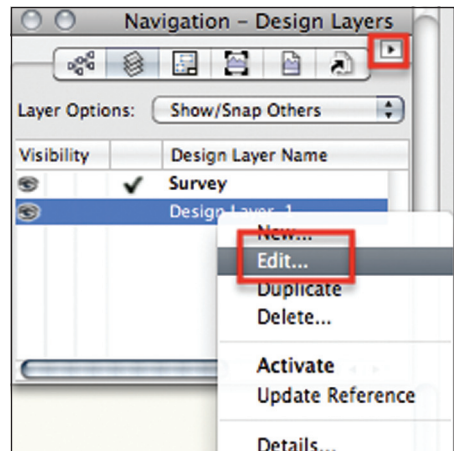 Navigation – Design Layers
Layer Options: Show/Snap Others
Visibility Design Layer Name
Survey
Design Layer-1
New...
Edit...
Duplicate
Delete...
Activate
Update Reference
Details...